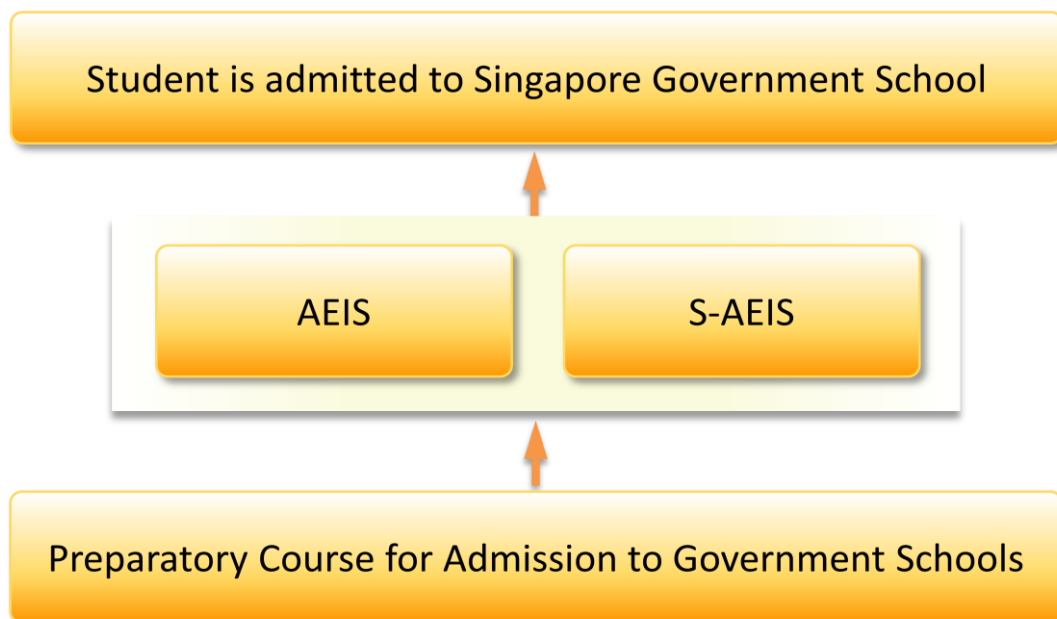 Student is admitted to Singapore Government School
AEIS
S-AEIS
Preparatory Course for Admission to Government Schools